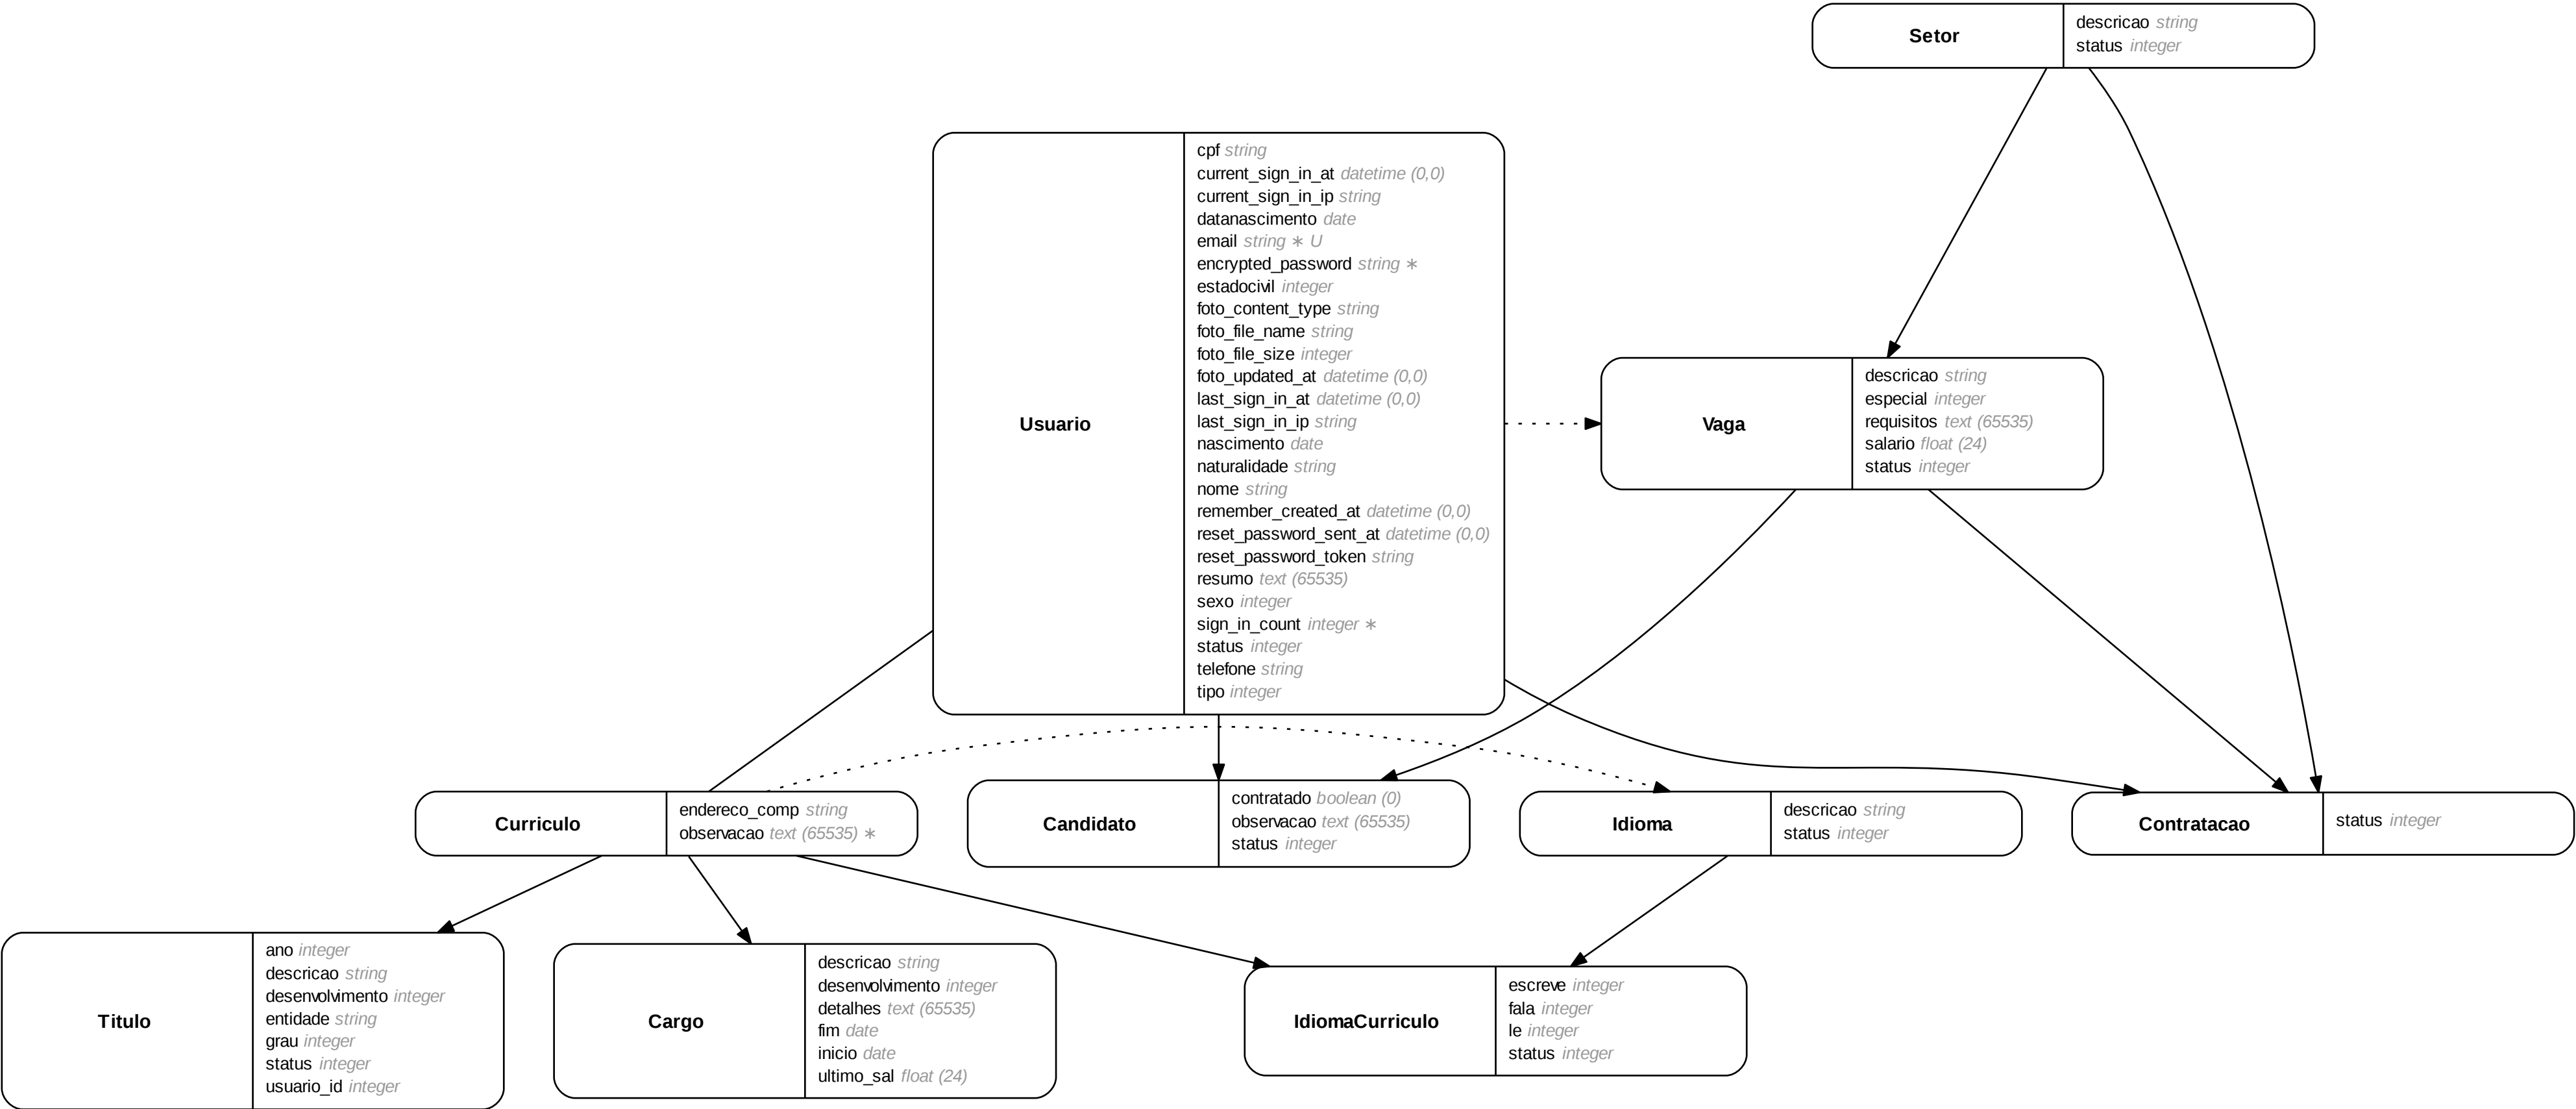 Setor
descricao string
status integer
Usuario
cpf string
current_sign_in_at datetime (0,0)
current_sign_in_ip string
datanascimento date
email string ∗ U
encrypted_password string ∗
estadocivil integer
foto_content_type string
foto_file_name string
foto_file_size integer
foto_updated_at datetime (0,0)
last_sign_in_at datetime (0,0)
last_sign_in_ip string
nascimento date
naturalidade string
nome string
remember_created_at datetime (0,0)
reset_password_sent_at datetime (0,0)
reset_password_token string
resumo text (65535)
sexo integer
sign_in_count integer ∗
status integer
telefone string
tipo integer
Vaga
descricao string
especial integer
requisitos text (65535)
salario float (24)
status integer
Curriculo
endereco_comp string
observacao text (65535) ∗
Candidato
contratado boolean (0)
observacao text (65535)
status integer
Idioma
descricao string
status integer
Contratacao
status integer
Titulo
ano integer
descricao string
desenvolvimento integer
entidade string
grau integer
status integer
usuario_id integer
Cargo
descricao string
desenvolvimento integer
detalhes text (65535)
fim date
inicio date
ultimo_sal float (24)
IdiomaCurriculo
escreve integer
fala integer
le integer
status integer